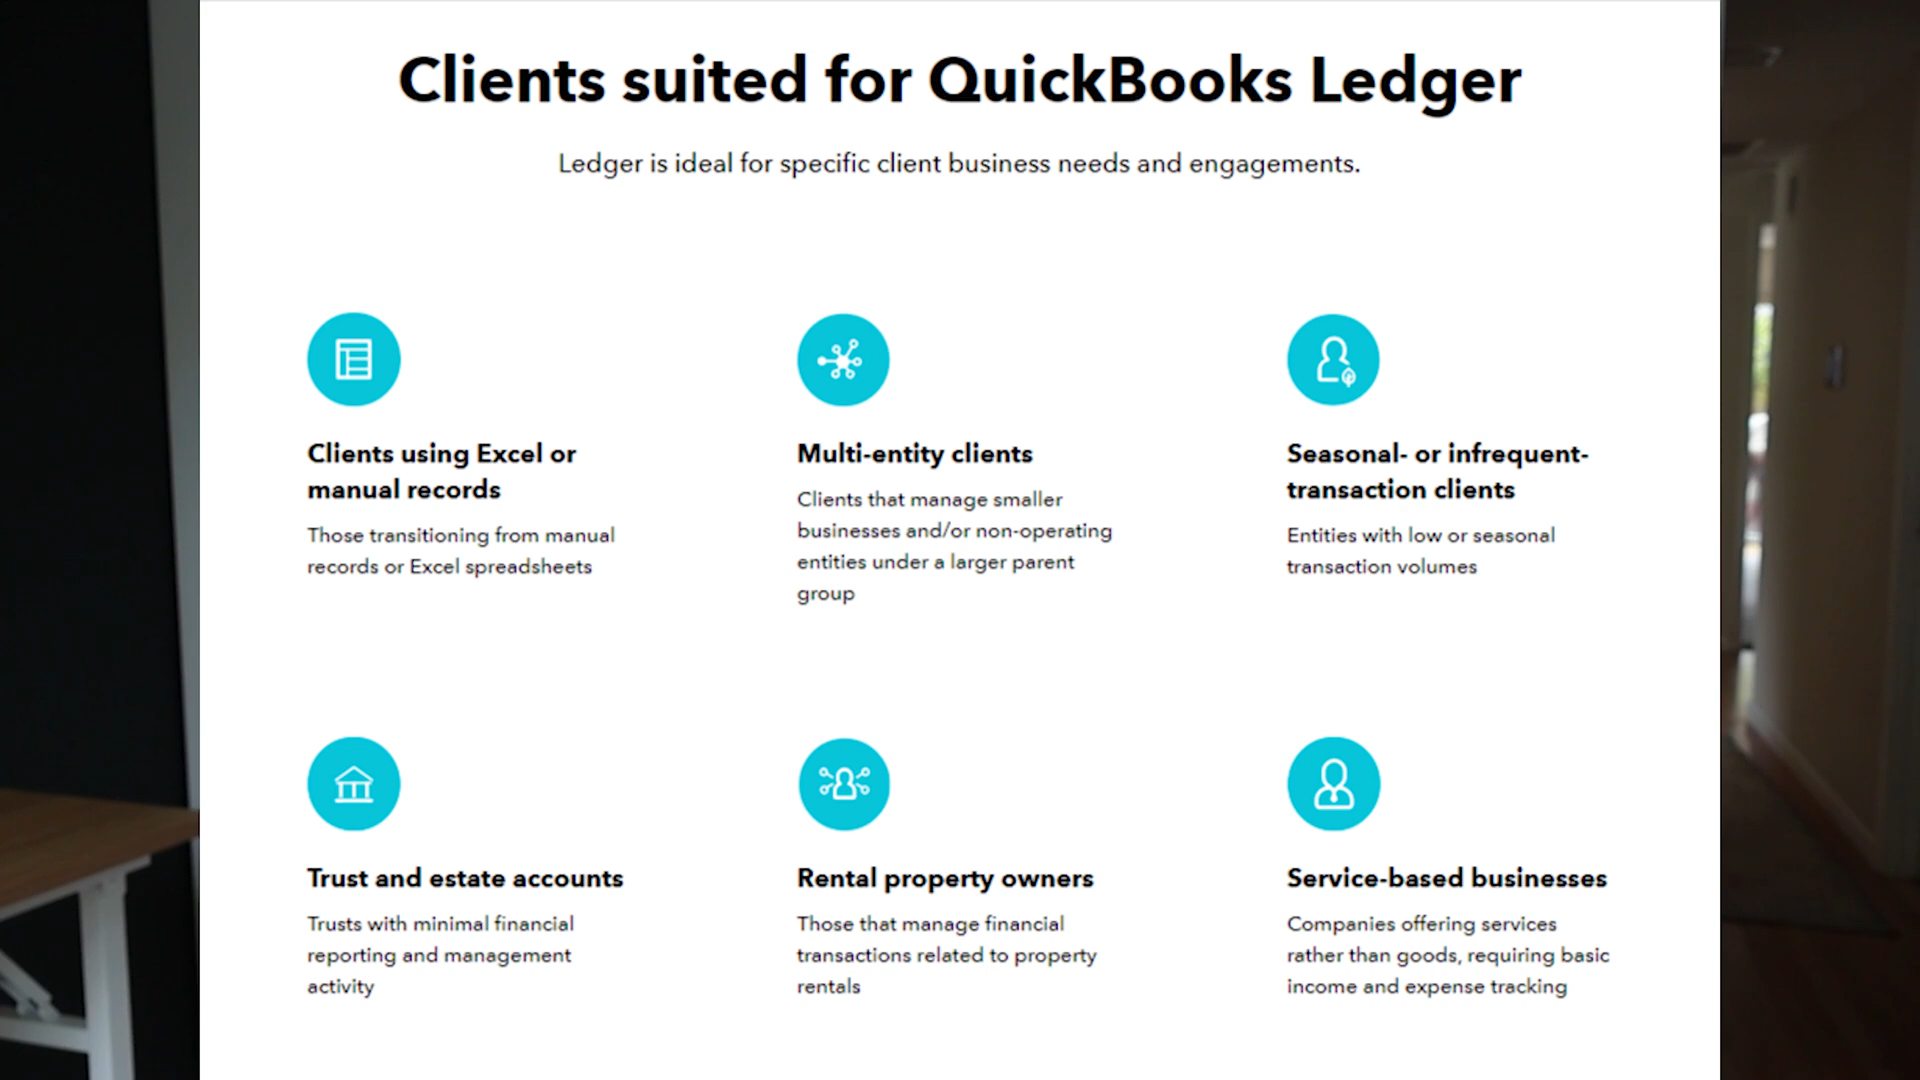 Clients suited for QuickBooks Ledger
Ledger is ideal for specific client business needs and engagements.
Clients using Excel or
manual records
Those transitioning from manual
records or Excel spreadsheets
Multi-entity clients
Clients that manage smaller
businesses and/or non-operating
entities under a larger parent
group
Seasonal- or infrequent-
transaction clients
Entities with low or seasonal
transaction volumes
Trust and estate accounts
Trusts with minimal financial
reporting and management
activity
Rental property owners
Those that manage financial
transactions related to property
rentals
Service-based businesses
Companies offering services
rather than goods, requiring basic
income and expense tracking